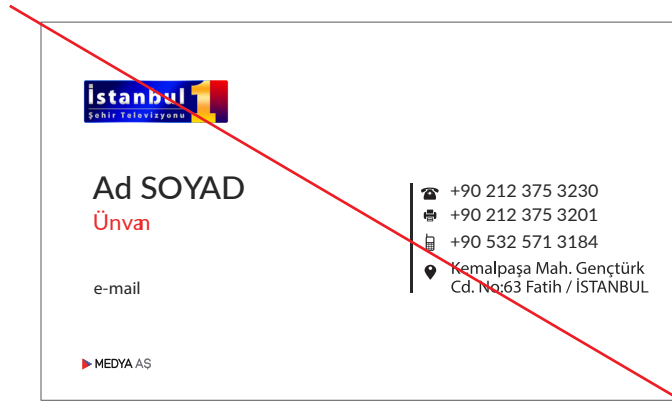 İstanbul 1
Şehir Televizyonu
Ad SOYAD
Ünvan
e-mail
MEDYA AŞ
+90 212 375 3230
+90 212 375 3201
+90 532 571 3184
Kemalpaşa Mah. Gençtürk
Cd. No:63 Fatih / İSTANBUL